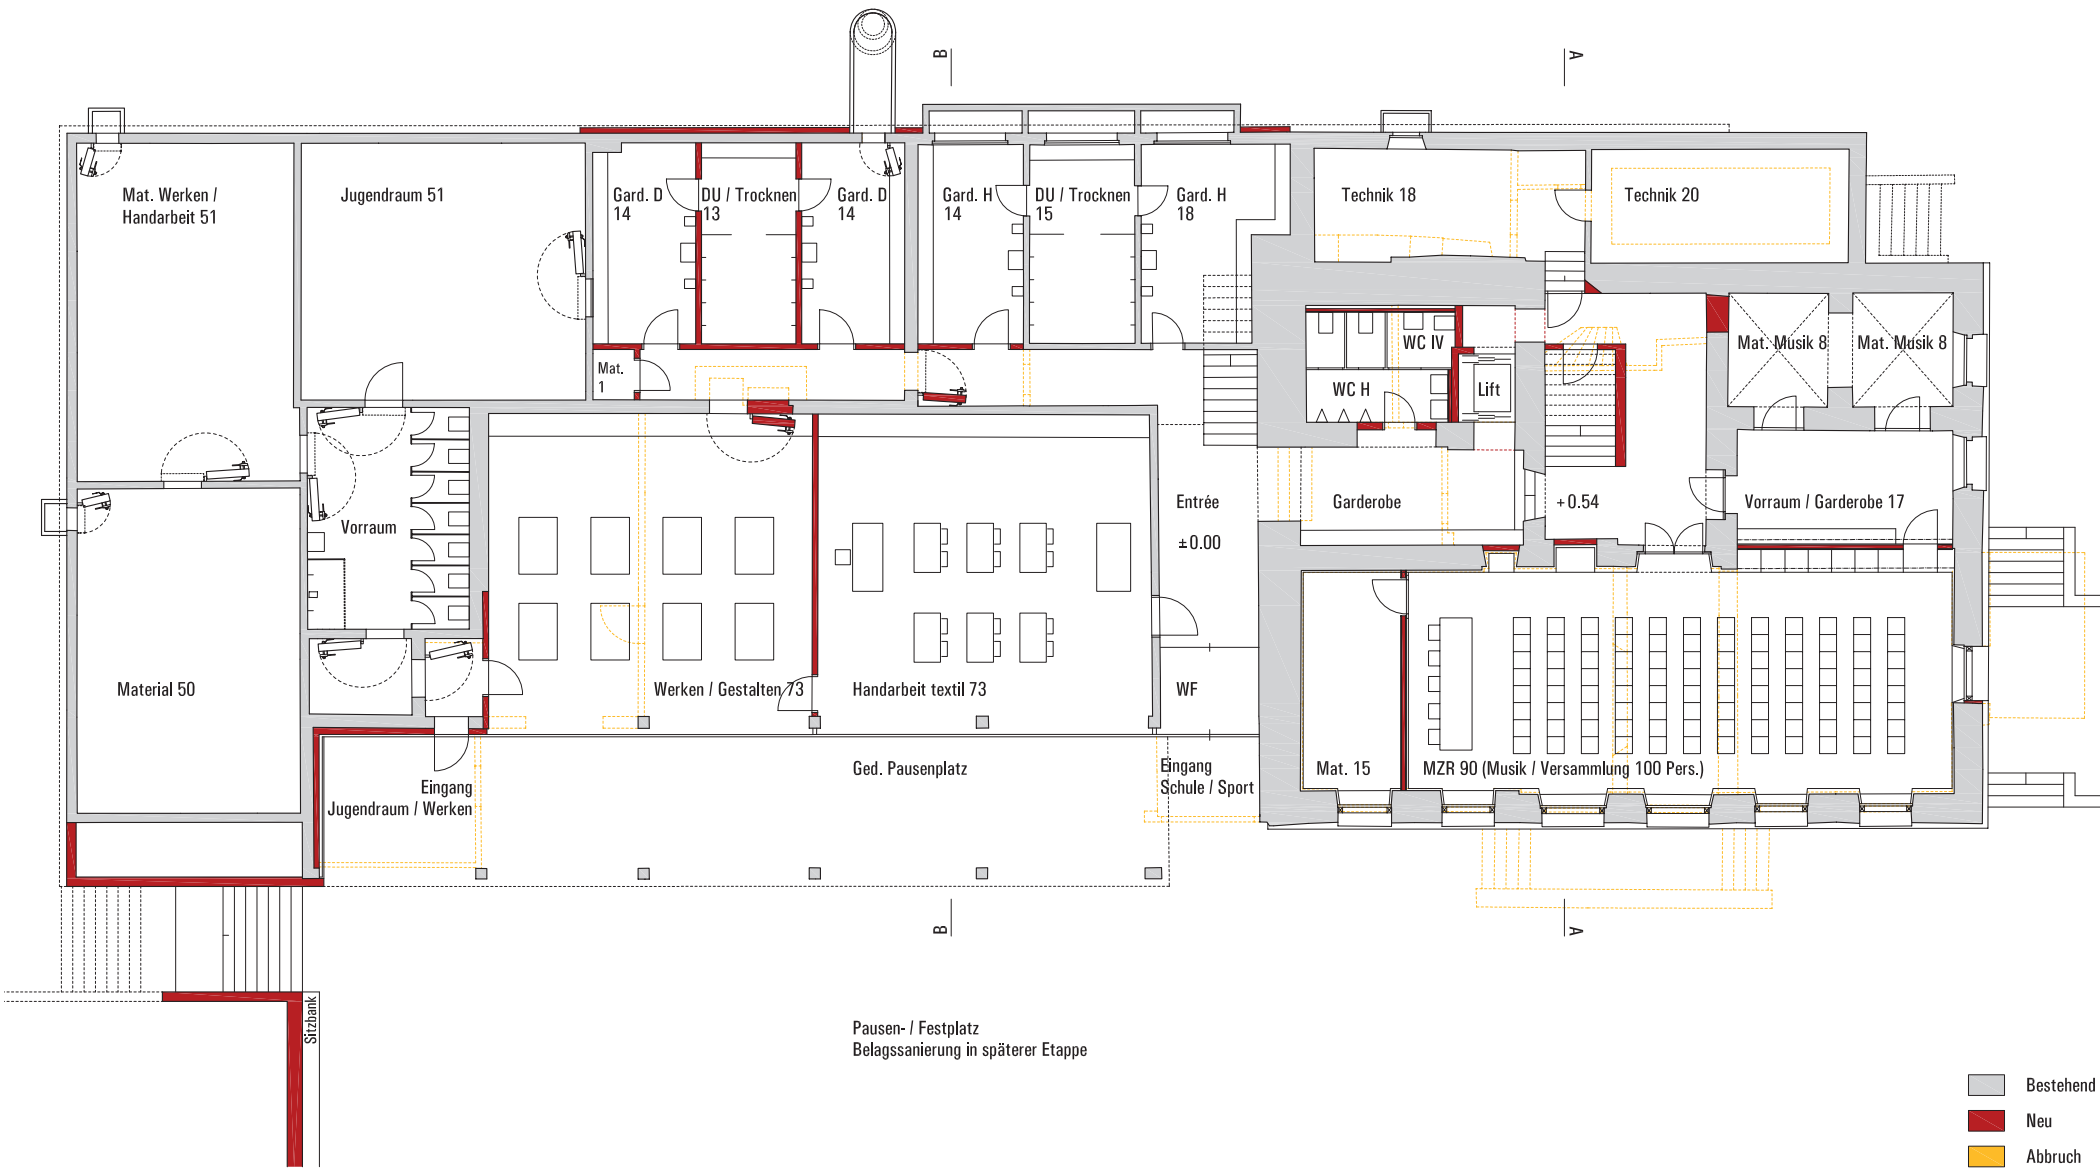 B
A
Mat. Werken /
Handarbeit 51
Jugendraum 51
Gard. D
14
DU / Trocknen
13
Gard. D
14
Gard. H
14
DU / Trocknen
15
Gard. H
18
Technik 18
Technik 20
Mat.
1
WC IV
WC H
Lift
Mat. Musik 8
Mat. Musik 8
Vorraum
Entrée
±0.00
Garderobe
+0.54
Vorraum / Garderobe 17
Material 50
Werken / Gestalten 73
Handarbeit textil 73
WF
Mat. 15
MZR 90 (Musik / Versammlung 100 Pers.)
Eingang
Jugendraum / Werken
Ged. Pausenplatz
Eingang
Schule / Sport
B
A
Sitzbank
Pausen- / Festplatz
Belagssanierung in späterer Etappe
Bestehend
Neu
Abbruch